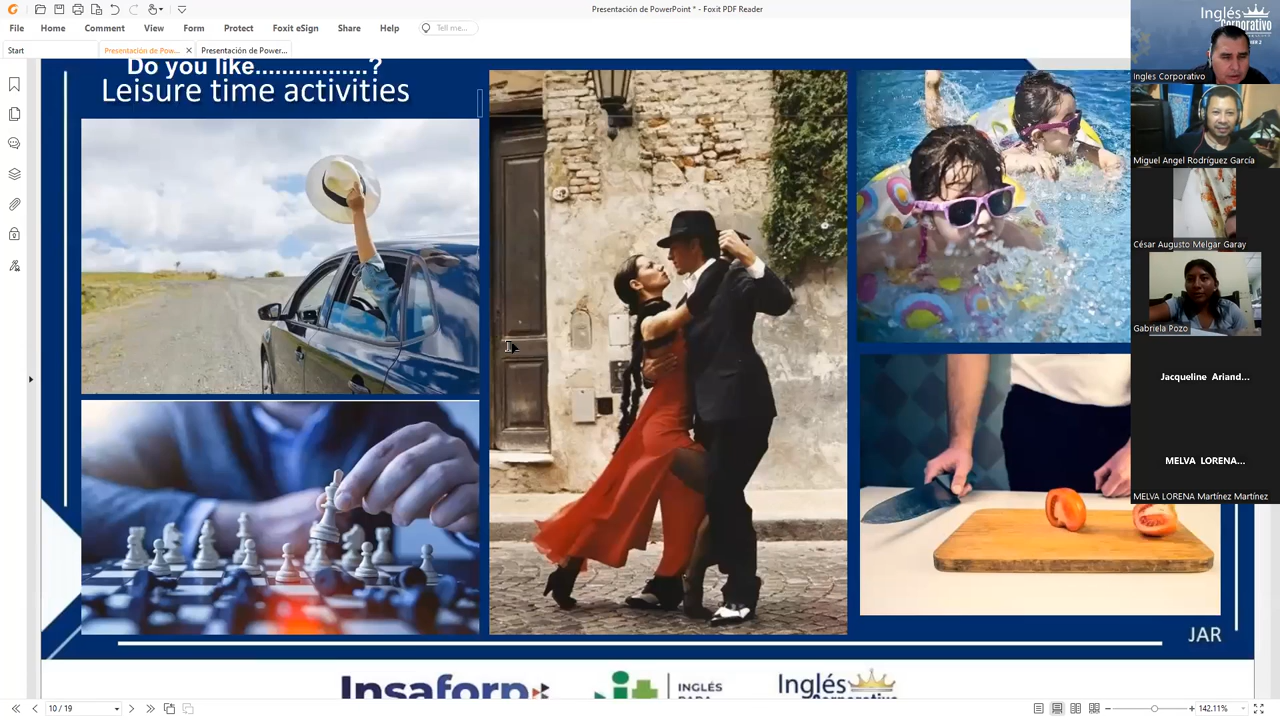 Presentación de PowerPoint * - Foxit PDF Reader
File Home Comment View Form Protect Foxit eSign Share Help Tell me...
Start Presentación de Pow... Presentación de Power...
Do you like.................?
Leisure time activities
JAR
Insaforp
INGLÉS
Inglés
Corporativo
10 / 19
142.11%
Inglés
Corporativo
Ingles Corporativo
Miguel Angel Rodríguez García
César Augusto Melgar Garay
Gabriela Pozo
Jacqueline Ariand...
MELVA LORENA...
MELVA LORENA Martínez Martínez